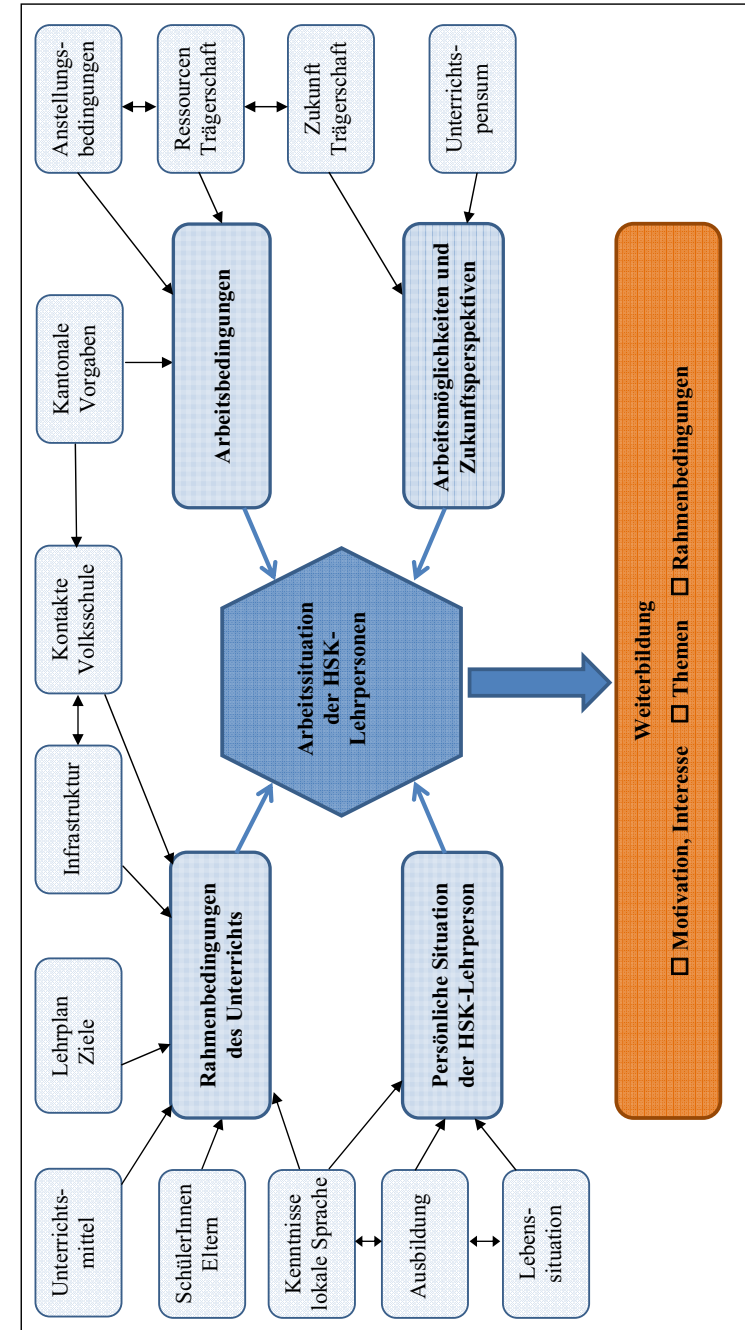 Unterrichts-
mittel
Lehrplan
Ziele
Infrastruktur
Kontakte
Volksschule
Kantonale
Vorgaben
Anstellungs-
bedingungen
SchülerInnen
Eltern
Rahmenbedingungen
des Unterrichts
Arbeitsbedingungen
Ressourcen
Trägerschaft
Kenntnisse
lokale Sprache
Arbeitssituation
der HSK-
Lehrpersonen
Zukunft
Trägerschaft
Ausbildung
Persönliche Situation
der HSK-Lehrperson
Arbeitsmöglichkeiten und
Zukunftsperspektiven
Unterrichts-
pensum
Lebens-
situation
Weiterbildung
☐ Motivation, Interesse ☐ Themen ☐ Rahmenbedingungen